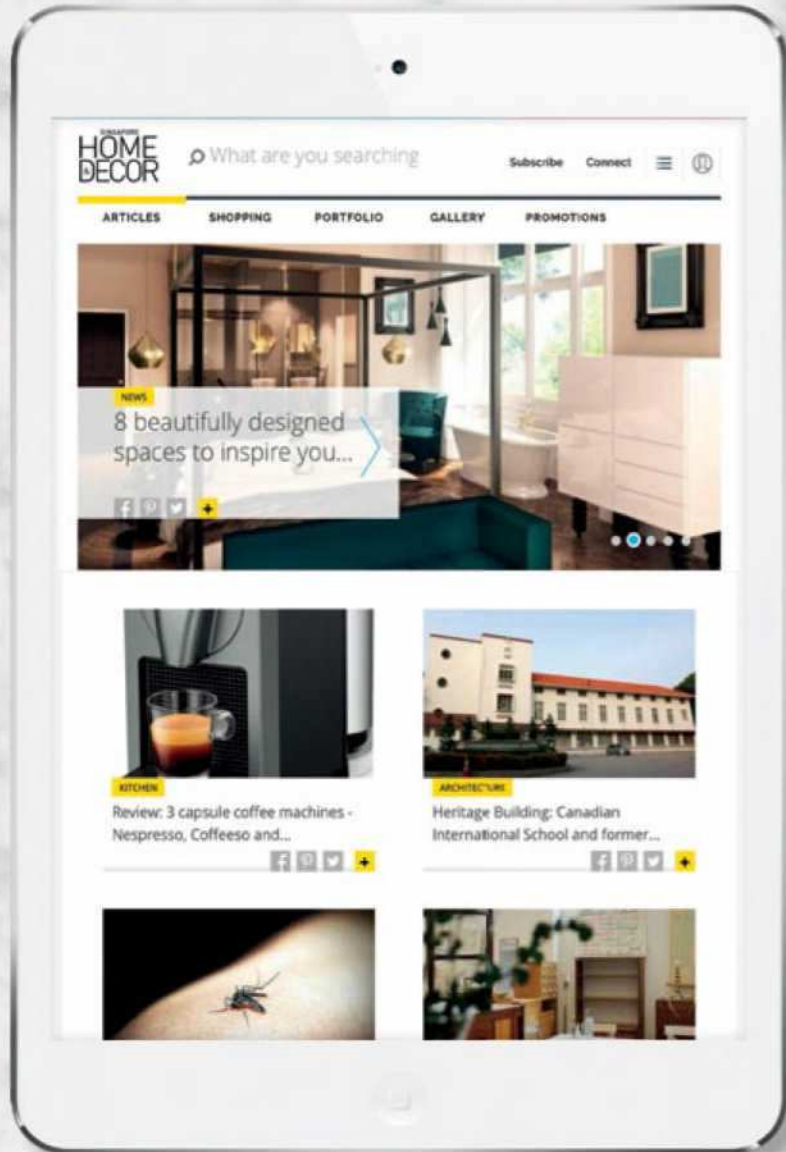 SINGAPORE
HOME
& DECOR
What are you searching
Subscribe Connect
ARTICLES SHOPPING PORTFOLIO GALLERY PROMOTIONS
NEWS
8 beautifully designed
spaces to inspire you...
KITCHEN
Review: 3 capsule coffee machines -
Nespresso, Coffeeso and...
ARCHITECTURE
Heritage Building: Canadian
International School and former...